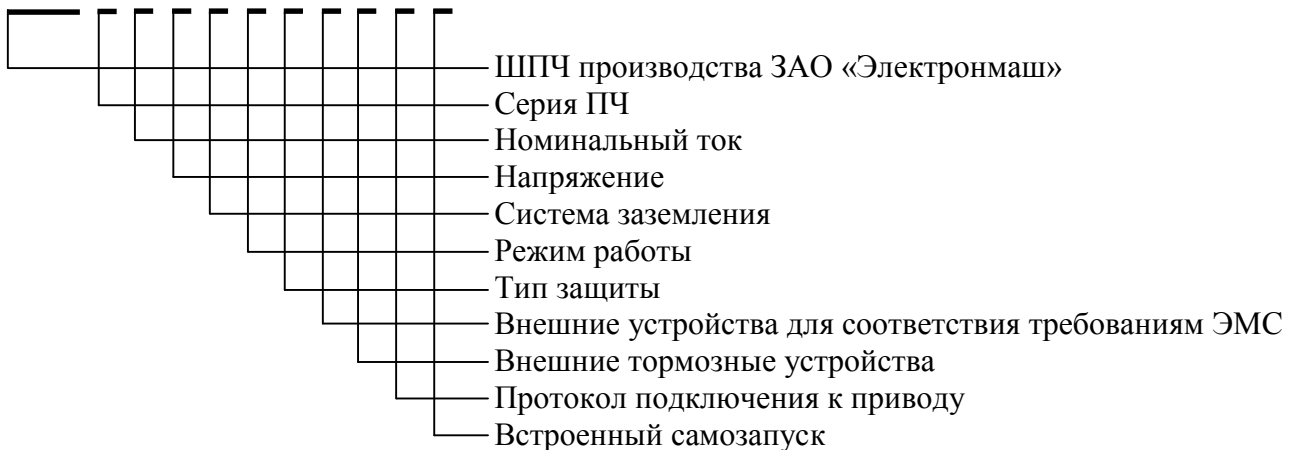 ШПЧ производства ЗАО «Электронмаш»
Серия ПЧ
Номинальный ток
Напряжение
Система заземления
Режим работы
Тип защиты
Внешние устройства для соответствия требованиям ЭМС
Внешние тормозные устройства
Протокол подключения к приводу
Встроенный самозапуск